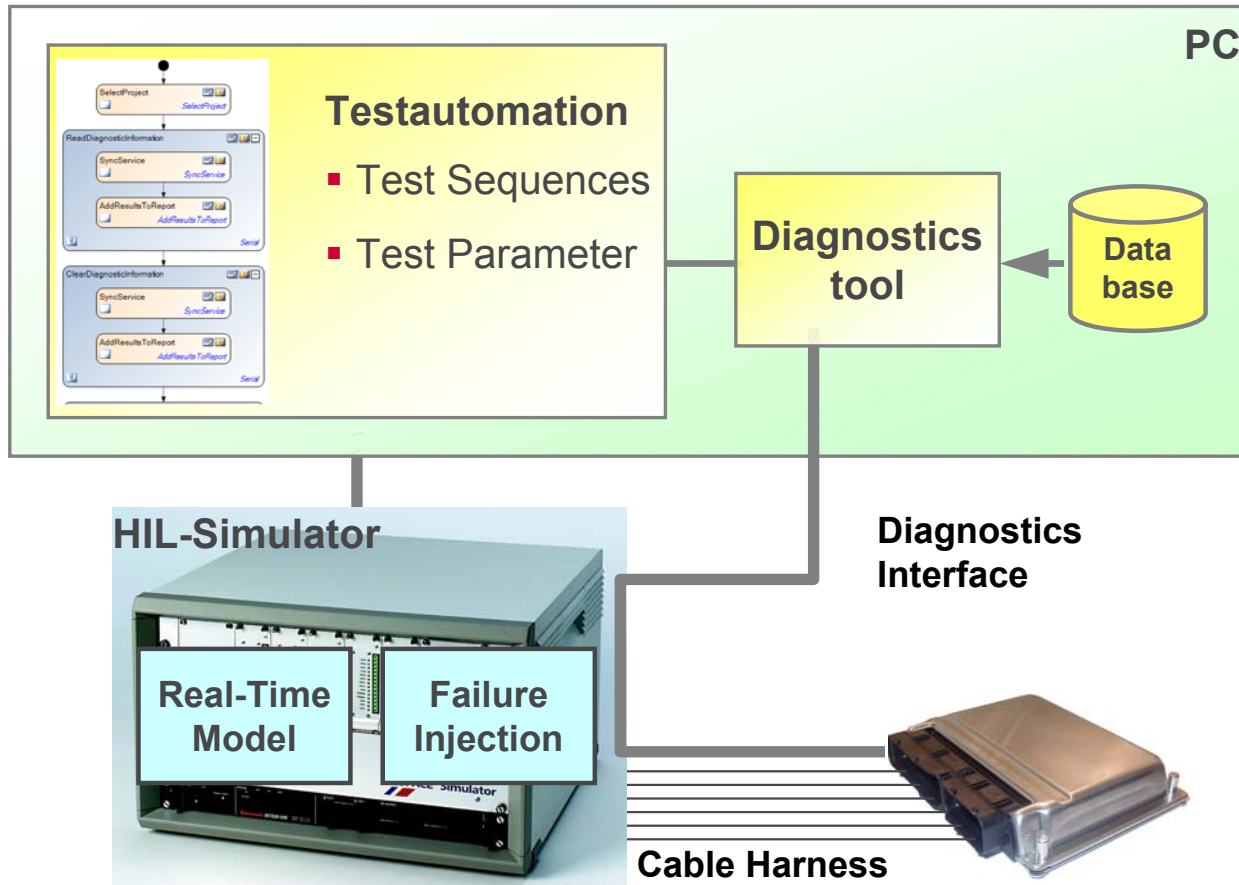 PC
SelectProject
SelectProject
ReadDiagnosticInformation
SyncService
SyncService
AddResultsToReport
AddResultsToReport
Serial
ClearDiagnosticInformation
SyncService
SyncService
AddResultsToReport
AddResultsToReport
Serial
Testautomation
▪ Test Sequences
▪ Test Parameter
Diagnostics
tool
Data
base
HIL-Simulator
Diagnostics
Interface
Real-Time
Model
Failure
Injection
Simulator
Cable Harness